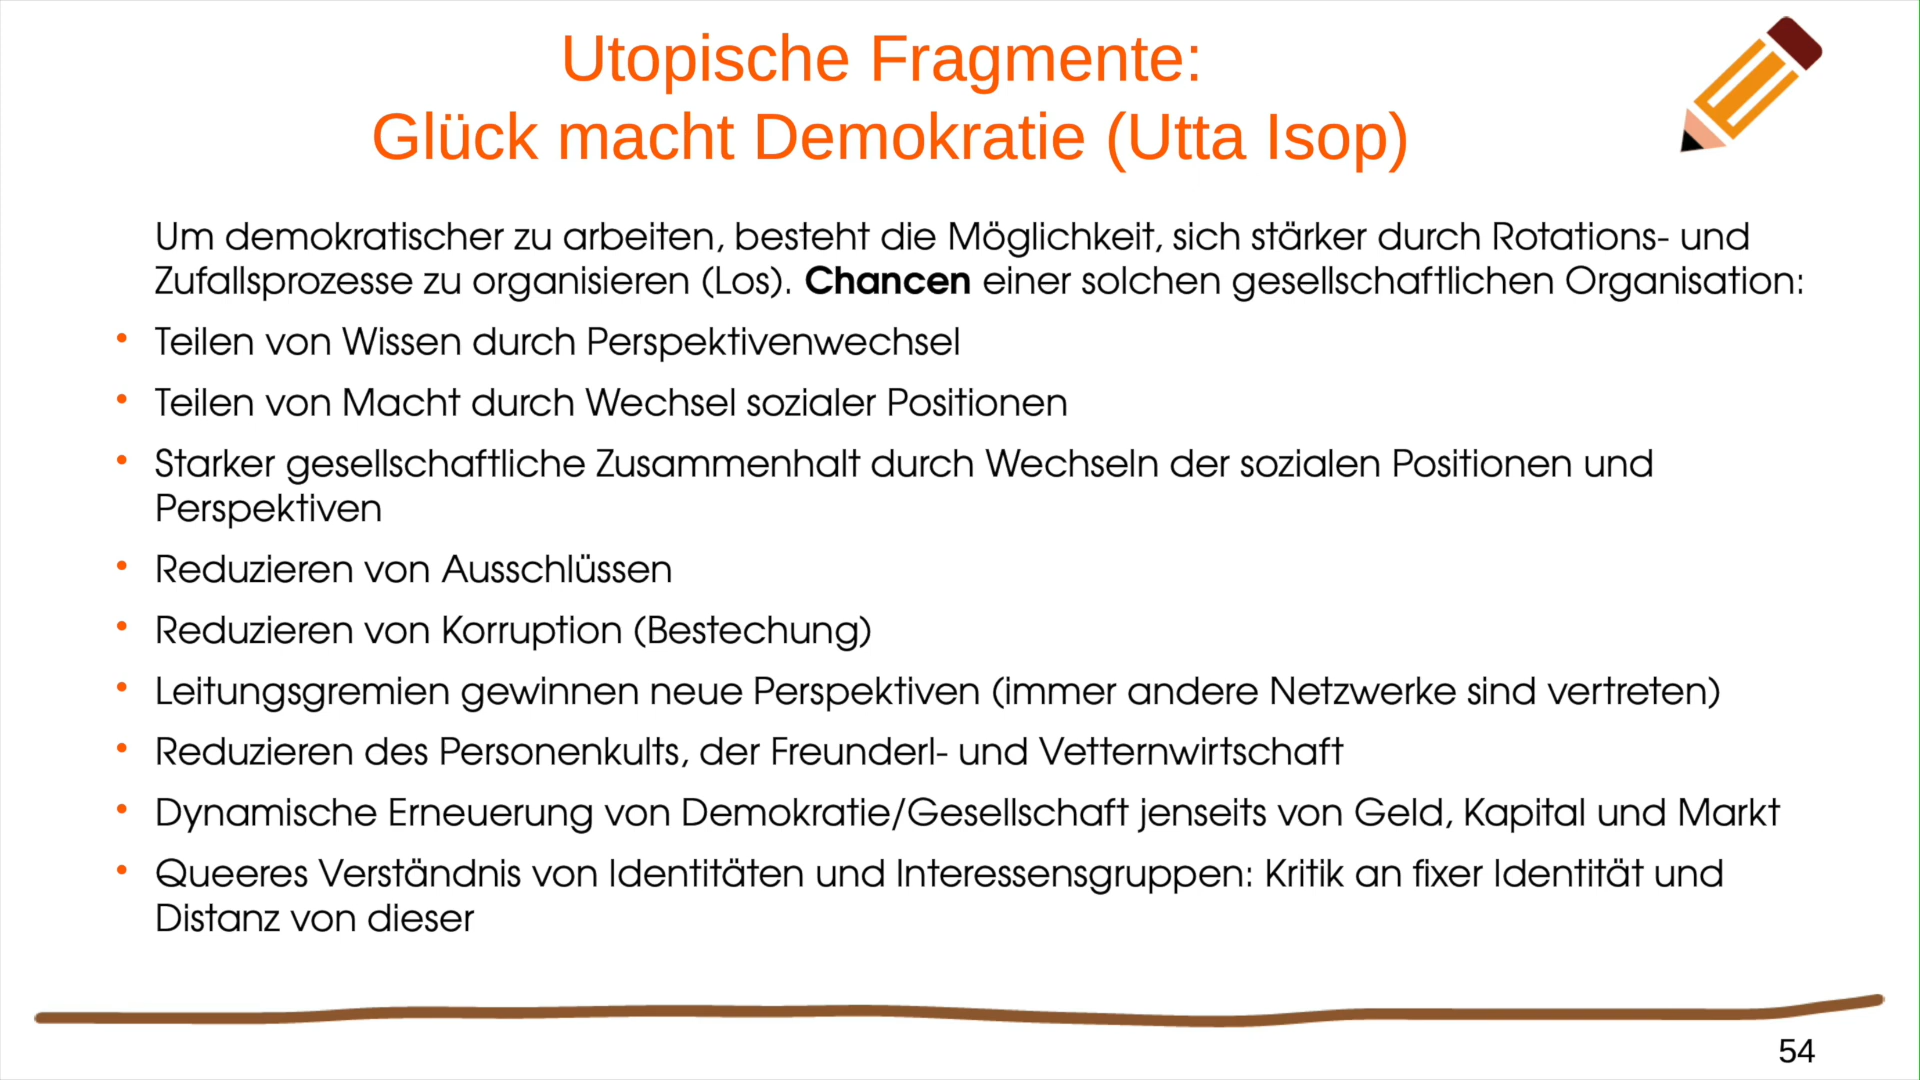 Utopische Fragmente:
Glück macht Demokratie (Utta Isop)
Um demokratischer zu arbeiten, besteht die Möglichkeit, sich stärker durch Rotations- und
Zufallsprozesse zu organisieren (Los). Chancen einer solchen gesellschaftlichen Organisation:
• Teilen von Wissen durch Perspektivenwechsel
• Teilen von Macht durch Wechsel sozialer Positionen
• Starker gesellschaftliche Zusammenhalt durch Wechseln der sozialen Positionen und
Perspektiven
• Reduzieren von Ausschlüssen
• Reduzieren von Korruption (Bestechung)
• Leitungsgremien gewinnen neue Perspektiven (immer andere Netzwerke sind vertreten)
• Reduzieren des Personenkults, der Freunderl- und Vetternwirtschaft
• Dynamische Erneuerung von Demokratie/Gesellschaft jenseits von Geld, Kapital und Markt
• Queeres Verständnis von Identitäten und Interessensgruppen: Kritik an fixer Identität und
Distanz von dieser
54